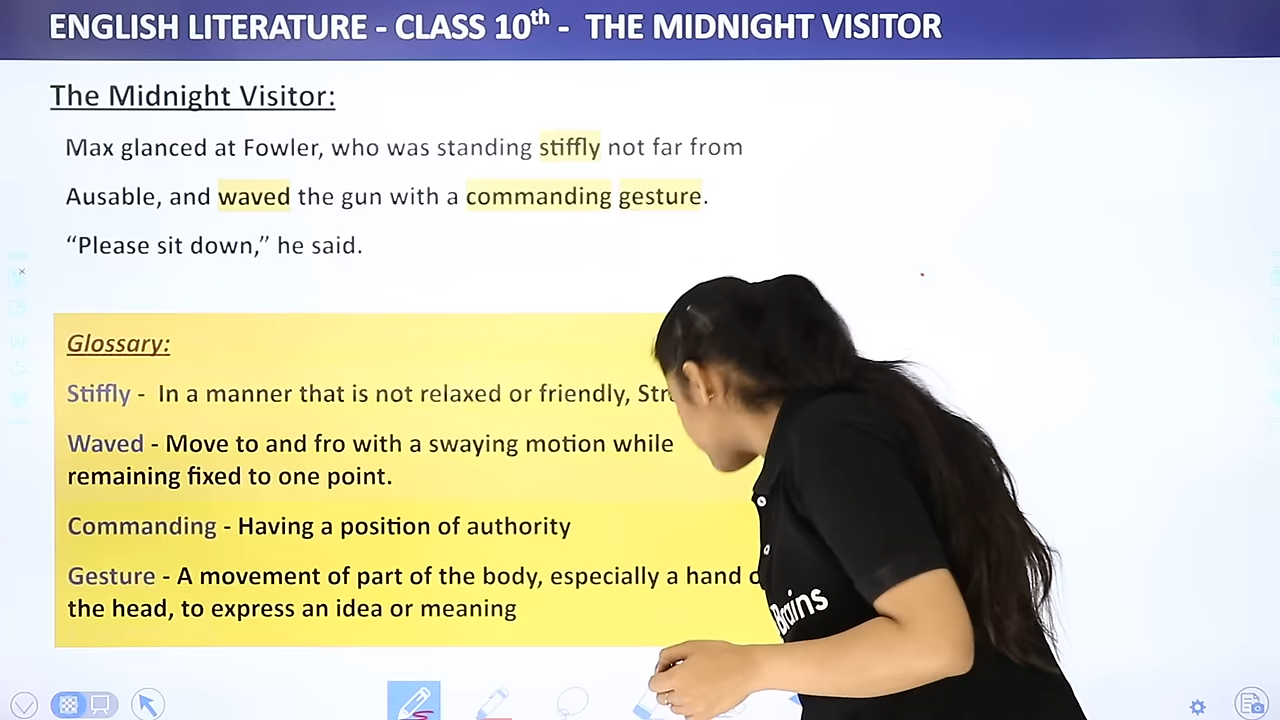 ENGLISH LITERATURE - CLASS 10th - THE MIDNIGHT VISITOR
The Midnight Visitor:
Max glanced at Fowler, who was standing stiffly not far from
Ausable, and waved the gun with a commanding gesture.
“Please sit down,” he said.
Glossary:
Stiffly - In a manner that is not relaxed or friendly,
Waved - Move to and fro with a swaying motion while
remaining fixed to one point.
Commanding - Having a position of authority
Gesture - A movement of part of the body, especially a hand
the head, to express an idea or meaning
Brains